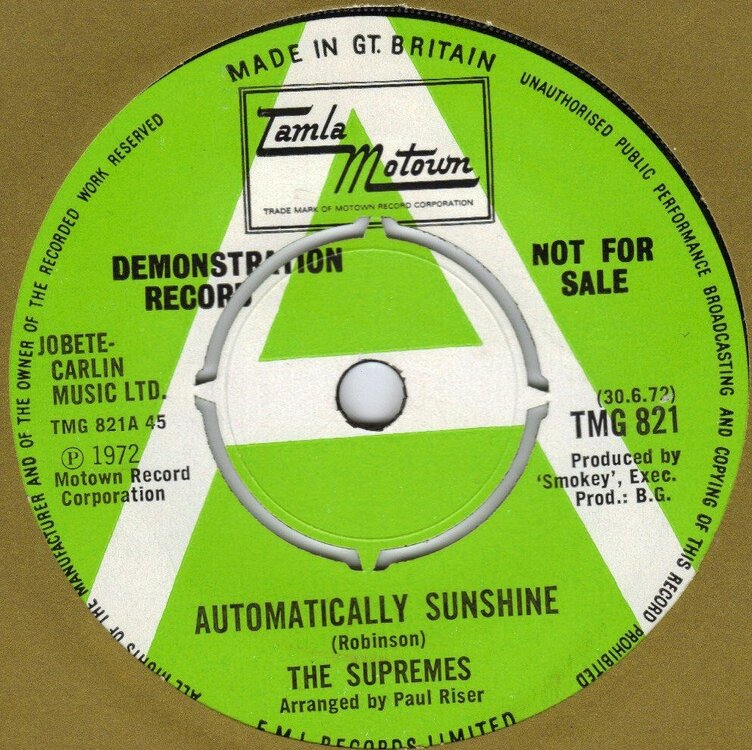 MADE IN GT. BRITAIN
Tamla
Motown
TRADE MARK OF MOTOWN RECORD CORPORATION
UNAUTHORISED PUBLIC PERFORMANCE BROADCASTING AND COPYING OF THIS RECORD PROHIBITED
ALL RIGHTS OF THE MANUFACTURER AND OF THE OWNER OF THE RECORDED WORK RESERVED
DEMONSTRATION
RECORD
NOT FOR
SALE
JOBETE-
CARLIN
MUSIC LTD.
TMG 821A 45
Ⓟ 1972
Motown Record
Corporation
(30.6.72)
TMG 821
Produced by
'Smokey', Exec.
Prod.: B.G.
AUTOMATICALLY SUNSHINE
(Robinson)
THE SUPREMES
Arranged by Paul Riser
E.M.I. RECORDS LIMITED